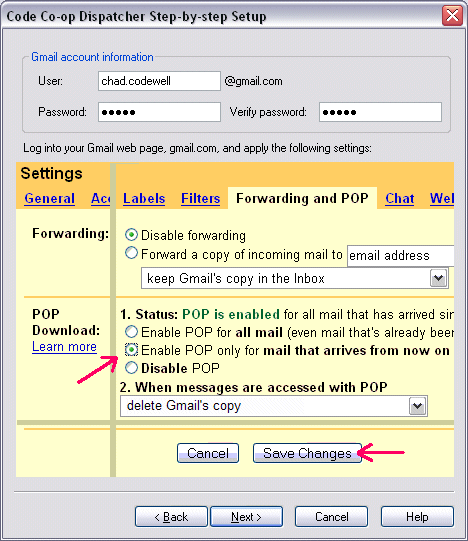 Code Co-op Dispatcher Step-by-step Setup
Gmail account information
User: chad.codewell @gmail.com
Password: ●●●●● Verify password: ●●●●●
Log into your Gmail web page, gmail.com, and apply the following settings:
Settings
General Acc Labels Filters Forwarding and POP Chat Wel
Forwarding: Disable forwarding
Forward a copy of incoming mail to email address
keep Gmail's copy in the Inbox
POP Download: 1. Status: POP is enabled for all mail that has arrived sin
Learn more Enable POP for all mail (even mail that's already been
Enable POP only for mail that arrives from now on
Disable POP
2. When messages are accessed with POP
delete Gmail's copy
Cancel Save Changes
< Back Next > Cancel Help